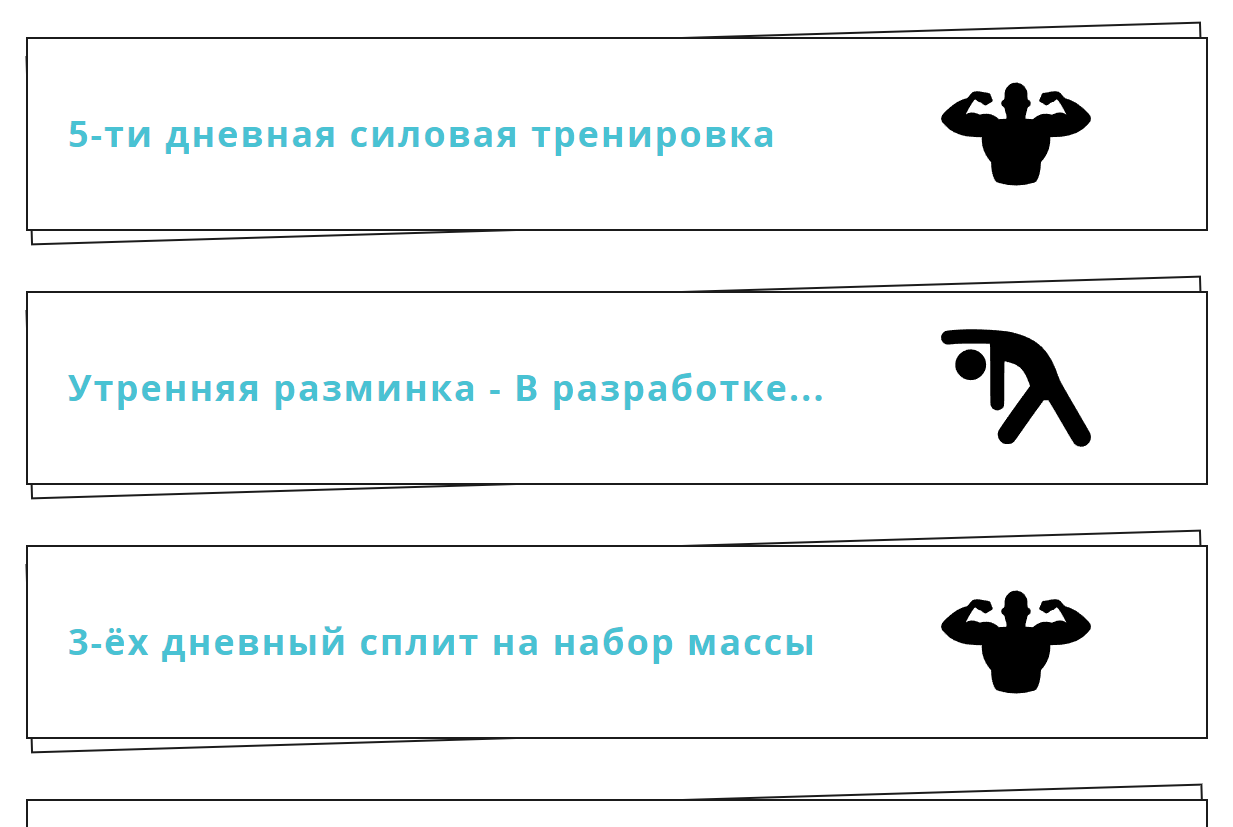 5-ти дневная силовая тренировка
Утренняя разминка - В разработке...
3-ёх дневный сплит на набор массы